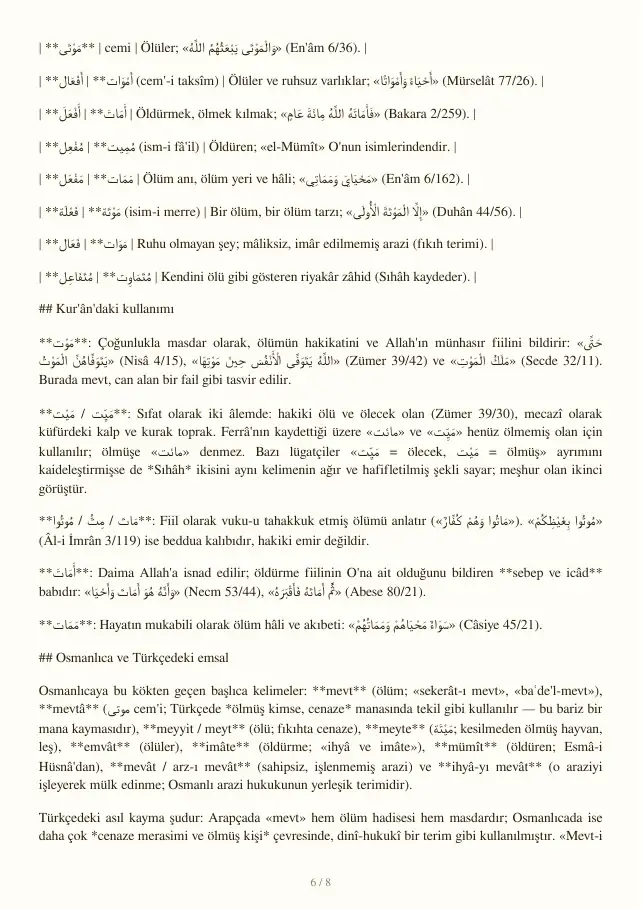 | **مَوْتَى** | cemi | Ölüler; «وَالْمَوْتَى يَبْعَثُهُمُ اللَّهُ» (En'âm 6/36). |
| **أَمْوَات** | أَفْعَال (cem'-i taksîm) | Ölüler ve ruhsuz varlıklar; «أَحْيَاءً وَأَمْوَاتًا» (Mürselât 77/26). |
| **أَمَاتَ** | أَفْعَلَ | Öldürmek, ölmek kılmak; «فَأَمَاتَهُ اللَّهُ مِائَةَ عَامٍ» (Bakara 2/259). |
| **مُمِيت** | مُفْعِل (ism-i fâ'il) | Öldüren; «el-Mümît» O'nun isimlerindendir. |
| **مَمَات** | مَفْعَل | Ölüm anı, ölüm yeri ve hâli; «مَحْيَايَ وَمَمَاتِي» (En'âm 6/162). |
| **مَوْتَة** | فَعْلَة (isim-i merre) | Bir ölüm, bir ölüm tarzı; «إِلَّا الْمَوْتَةَ الْأُولَى» (Duhân 44/56). |
| **مَوَات** | فَعَال | Ruhu olmayan şey; mâliksiz, imâr edilmemiş arazi (fıkıh terimi). |
| **مُتَمَاوِت** | مُتَفَاعِل | Kendini ölü gibi gösteren riyakâr zâhid (Sıhâh kaydeder). |
## Kur'ân'daki kullanımı
**مَوْت**: Çoğunlukla masdar olarak, ölümün hakikatini ve Allah'ın münhasır fiilini bildirir: «حَتَّى
يَتَوَفَّاهُنَّ الْمَوْتُ» (Nisâ 4/15), «اللَّهُ يَتَوَفَّى الْأَنْفُسَ حِينَ مَوْتِهَا» (Zümer 39/42) ve «مَلَكُ الْمَوْتِ» (Secde 32/11).
Burada mevt, can alan bir fail gibi tasvir edilir.
**مَيِّت / مَيْت**: Sıfat olarak iki âlemde: hakiki ölü ve ölecek olan (Zümer 39/30), mecazî olarak
küfürdeki kalp ve kurak toprak. Ferrâ'nın kaydettiği üzere «مائت» ve «مَيِّت» henüz ölmemiş olan için
kullanılır; ölmüşe «مائت» denmez. Bazı lügatçiler «مَيِّت = ölecek, مَيْت = ölmüş» ayrımını
kaideleştirmişse de *Sıhâh* ikisini aynı kelimenin ağır ve hafifletilmiş şekli sayar; meşhur olan ikinci
görüştür.
**مَاتَ / مِتُّ / مُوتُوا**: Fiil olarak vuku-u tahakkuk etmiş ölümü anlatır («مَاتُوا وَهُمْ كُفَّارٌ»). «مُوتُوا بِغَيْظِكُمْ»
(Âl-i İmrân 3/119) ise beddua kalıbıdır, hakiki emir değildir.
**أَمَاتَ**: Daima Allah'a isnad edilir; öldürme fiilinin O'na ait olduğunu bildiren **sebep ve icâd**
babıdır: «وَأَنَّهُ هُوَ أَمَاتَ وَأَحْيَا» (Necm 53/44), «ثُمَّ أَمَاتَهُ فَأَقْبَرَهُ» (Abese 80/21).
**مَمَات**: Hayatın mukabili olarak ölüm hâli ve akıbeti: «سَوَاءً مَحْيَاهُمْ وَمَمَاتُهُمْ» (Câsiye 45/21).
## Osmanlıca ve Türkçedeki emsal
Osmanlıcaya bu kökten geçen başlıca kelimeler: **mevt** (ölüm; «sekerât-ı mevt», «baʿde'l-mevt»),
**mevtâ** (موتى cem'i; Türkçede *ölmüş kimse, cenaze* manasında tekil gibi kullanılır — bu bariz bir
mana kaymasıdır), **meyyit / meyt** (ölü; fıkıhta cenaze), **meyte** (مَيْتَة; kesilmeden ölmüş hayvan,
leş), **emvât** (ölüler), **imâte** (öldürme; «ihyâ ve imâte»), **mümît** (öldüren; Esmâ-i
Hüsnâ'dan), **mevât / arz-ı mevât** (sahipsiz, işlenmemiş arazi) ve **ihyâ-yı mevât** (o araziyi
işleyerek mülk edinme; Osmanlı arazi hukukunun yerleşik terimidir).
Türkçedeki asıl kayma şudur: Arapçada «mevt» hem ölüm hadisesi hem masdardır; Osmanlıcada ise
daha çok *cenaze merasimi ve ölmüş kişi* çevresinde, dinî-hukukî bir terim gibi kullanılmıştır. «Mevt-i
6 / 8